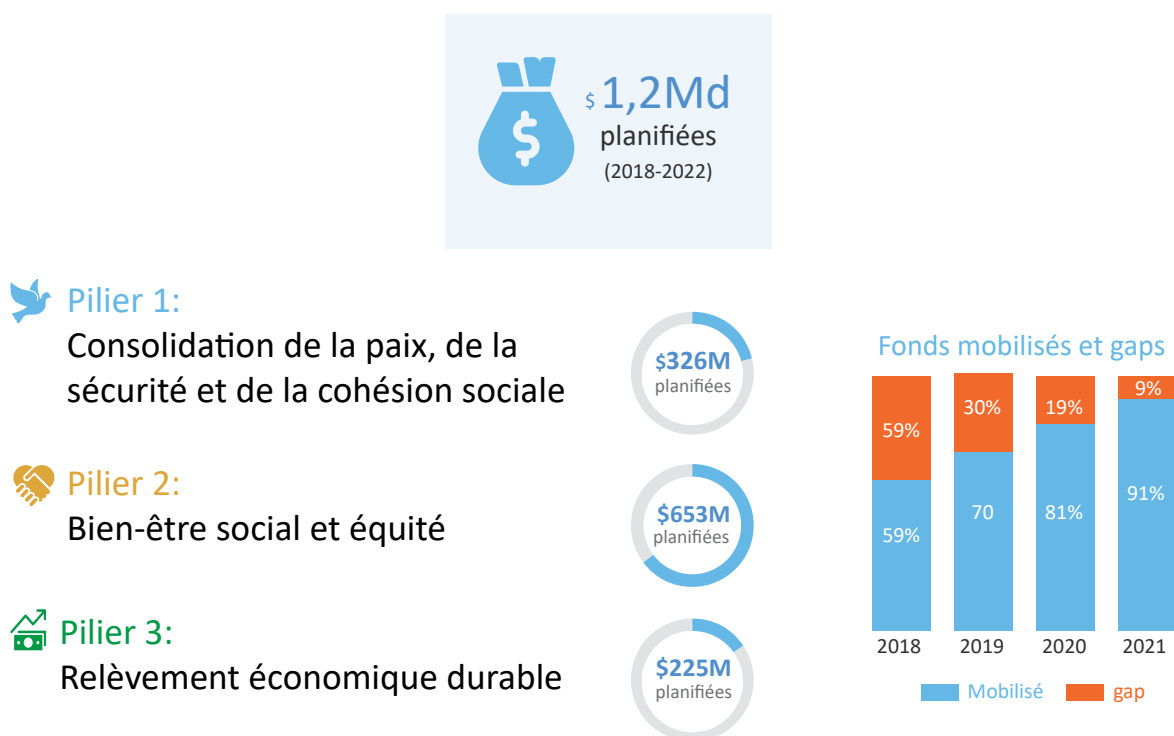 $ 1,2Md
planifiées
(2018-2022)
Pilier 1:
Consolidation de la paix, de la
sécurité et de la cohésion sociale
$326M
planifiées
Pilier 2:
Bien-être social et équité
$653M
planifiées
Pilier 3:
Relèvement économique durable
$225M
planifiées
Fonds mobilisés et gaps
59% 30% 19% 9%
59% 70 81% 91%
2018 2019 2020 2021
Mobilisé gap